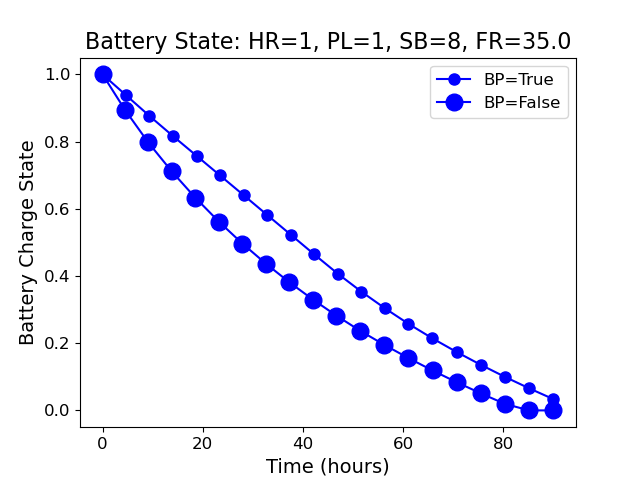 Battery State: HR=1, PL=1, SB=8, FR=35.0
BP=True
BP=False
Battery Charge State
1.0
0.8
0.6
0.4
0.2
0.0
0 20 40 60 80
Time (hours)